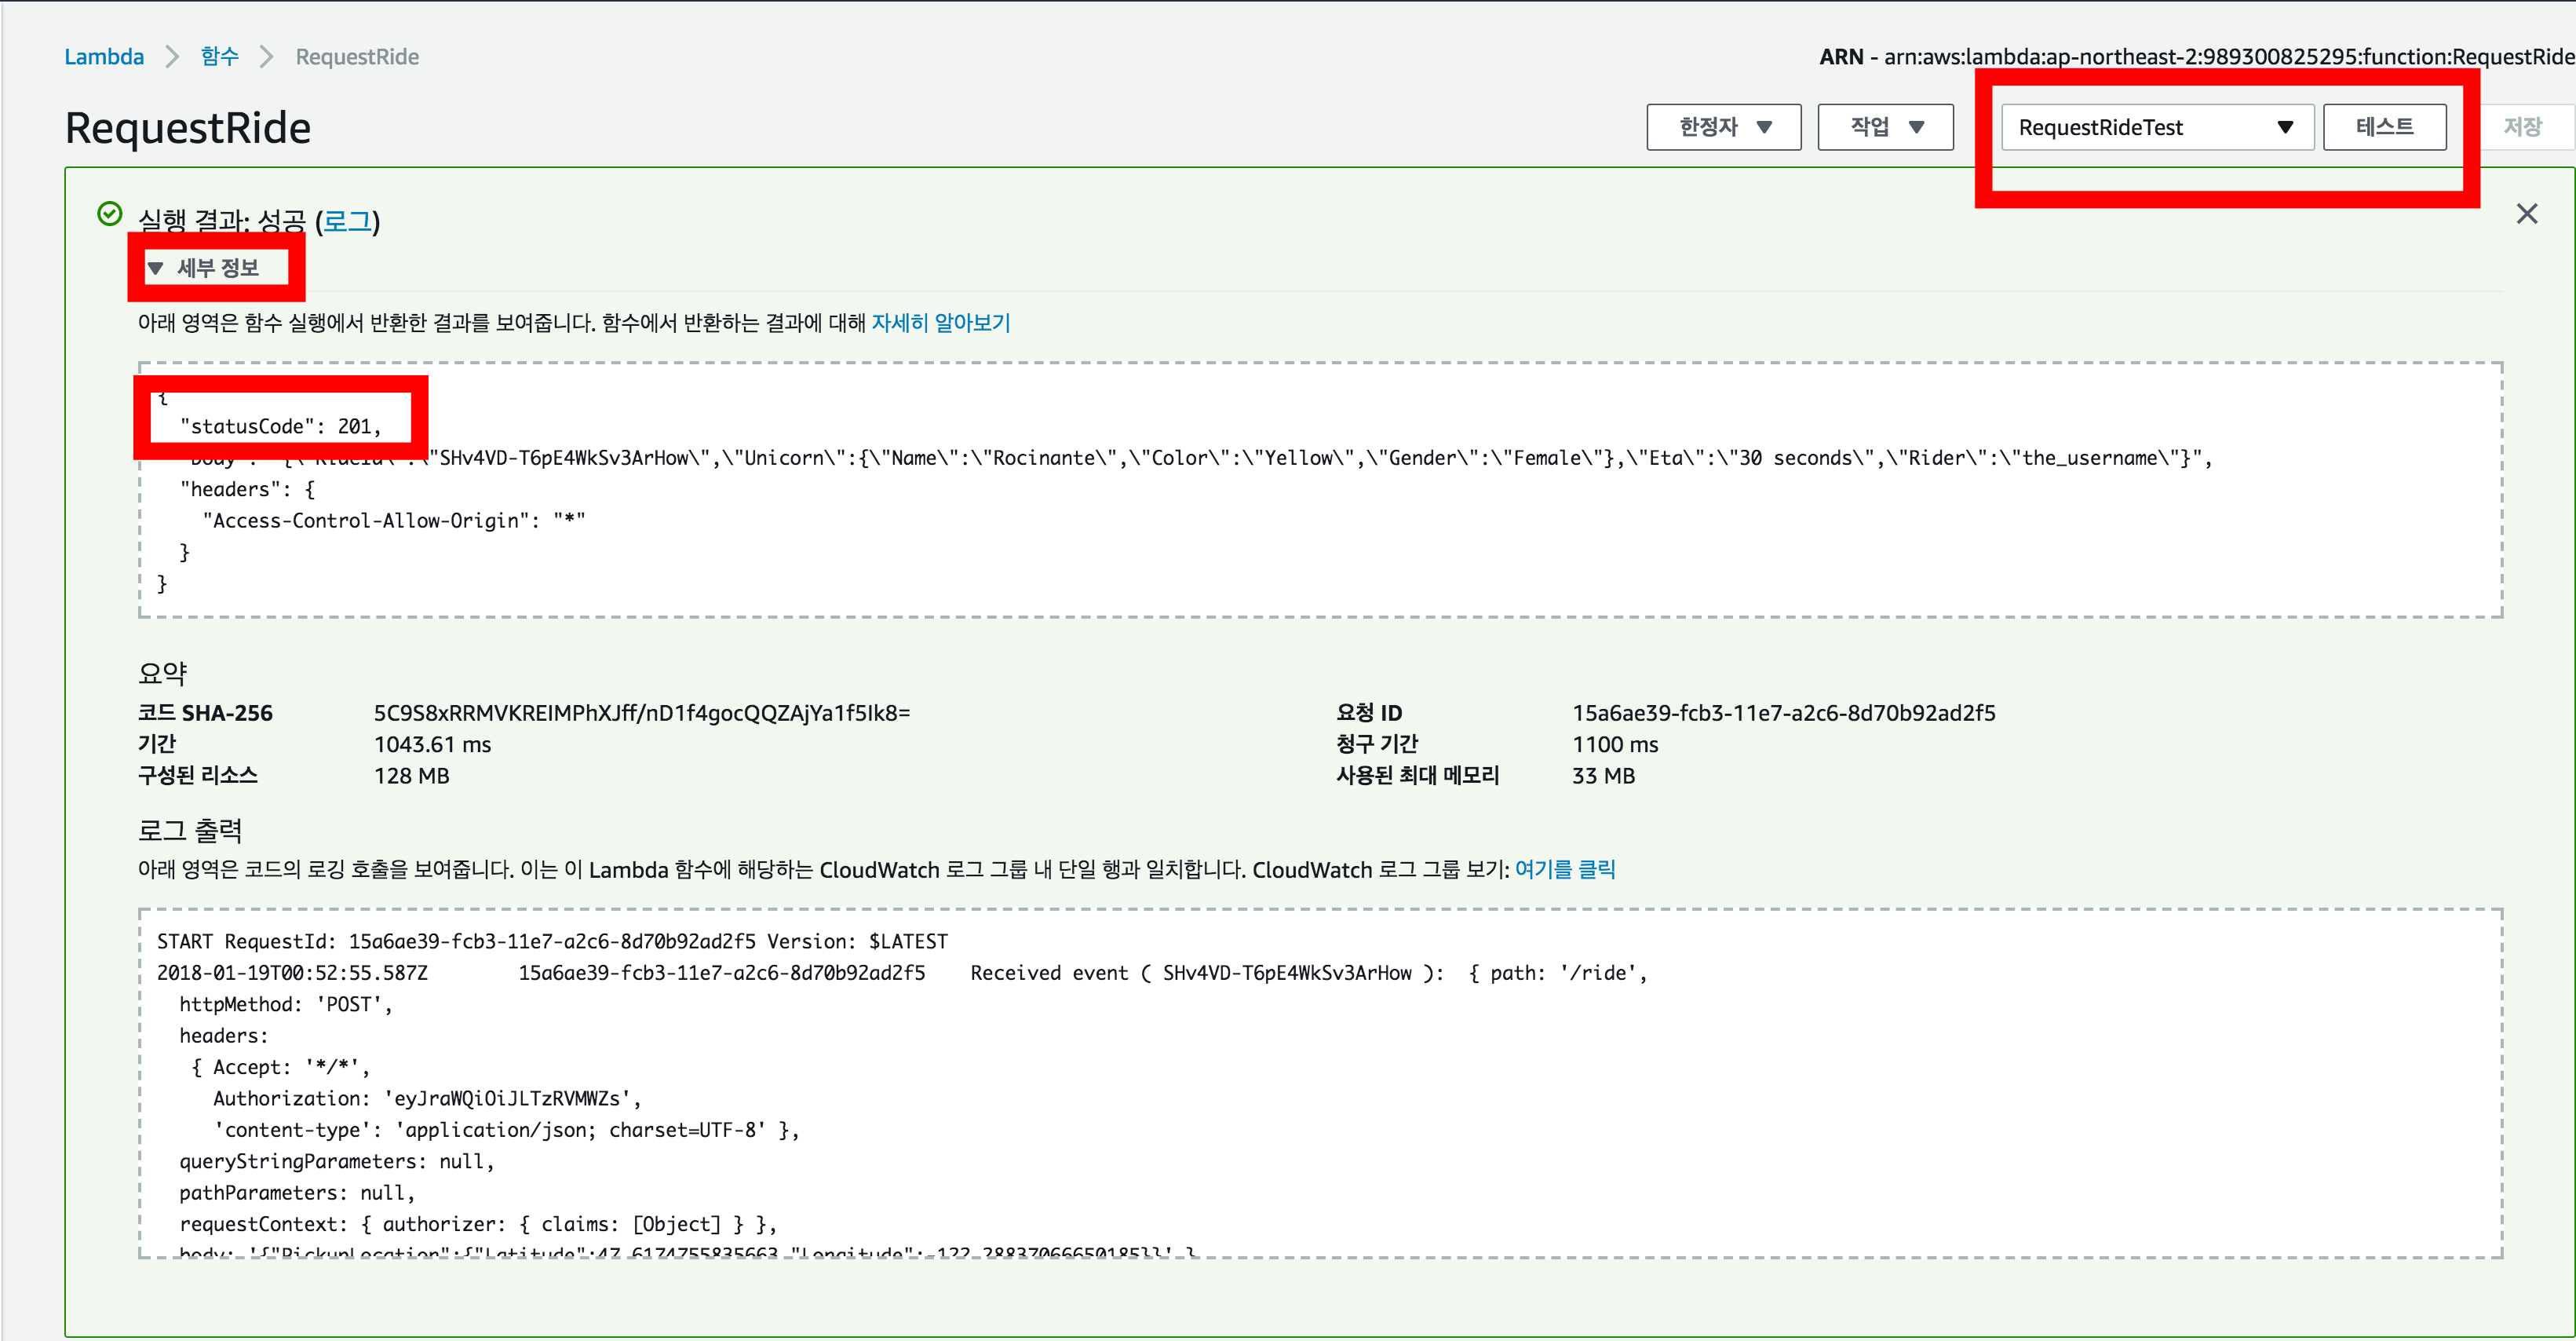 Lambda > 함수 > RequestRide
ARN - arn:aws:lambda:ap-northeast-2:989300825295:function:RequestRide
RequestRide
한정자 ▼ 작업 ▼ RequestRideTest ▼ 테스트 저장
실행 결과: 성공 (로그)
▼ 세부 정보
아래 영역은 함수 실행에서 반환한 결과를 보여줍니다. 함수에서 반환하는 결과에 대해 자세히 알아보기
{
"statusCode": 201,
"body": "{\"RideId\":\"SHv4VD-T6pE4WkSv3ArHow\",\"Unicorn\":{\"Name\":\"Rocinante\",\"Color\":\"Yellow\",\"Gender\":\"Female\"},\"Eta\":\"30 seconds\",\"Rider\":\"the_username\"}",
"headers": {
"Access-Control-Allow-Origin": "*"
}
}
요약
코드 SHA-256 5C9S8xRRMVKREIMPhXJff/nD1f4gocQQZAjYa1f5Ik8= 요청 ID 15a6ae39-fcb3-11e7-a2c6-8d70b92ad2f5
기간 1043.61 ms 청구 기간 1100 ms
구성된 리소스 128 MB 사용된 최대 메모리 33 MB
로그 출력
아래 영역은 코드의 로깅 호출을 보여줍니다. 이는 이 Lambda 함수에 해당하는 CloudWatch 로그 그룹 내 단일 행과 일치합니다. CloudWatch 로그 그룹 보기: 여기를 클릭
START RequestId: 15a6ae39-fcb3-11e7-a2c6-8d70b92ad2f5 Version: $LATEST
2018-01-19T00:52:55.587Z 15a6ae39-fcb3-11e7-a2c6-8d70b92ad2f5 Received event ( SHv4VD-T6pE4WkSv3ArHow ): { path: '/ride',
httpMethod: 'POST',
headers:
{ Accept: '*/*',
Authorization: 'eyJraWQiOiJLTzRVMWZs',
'content-type': 'application/json; charset=UTF-8' },
queryStringParameters: null,
pathParameters: null,
requestContext: { authorizer: { claims: [Object] } },
body: '{"PickupLocation":{"Latitude":47.6174755835663,"Longitude":-122.28837066650185}}' }